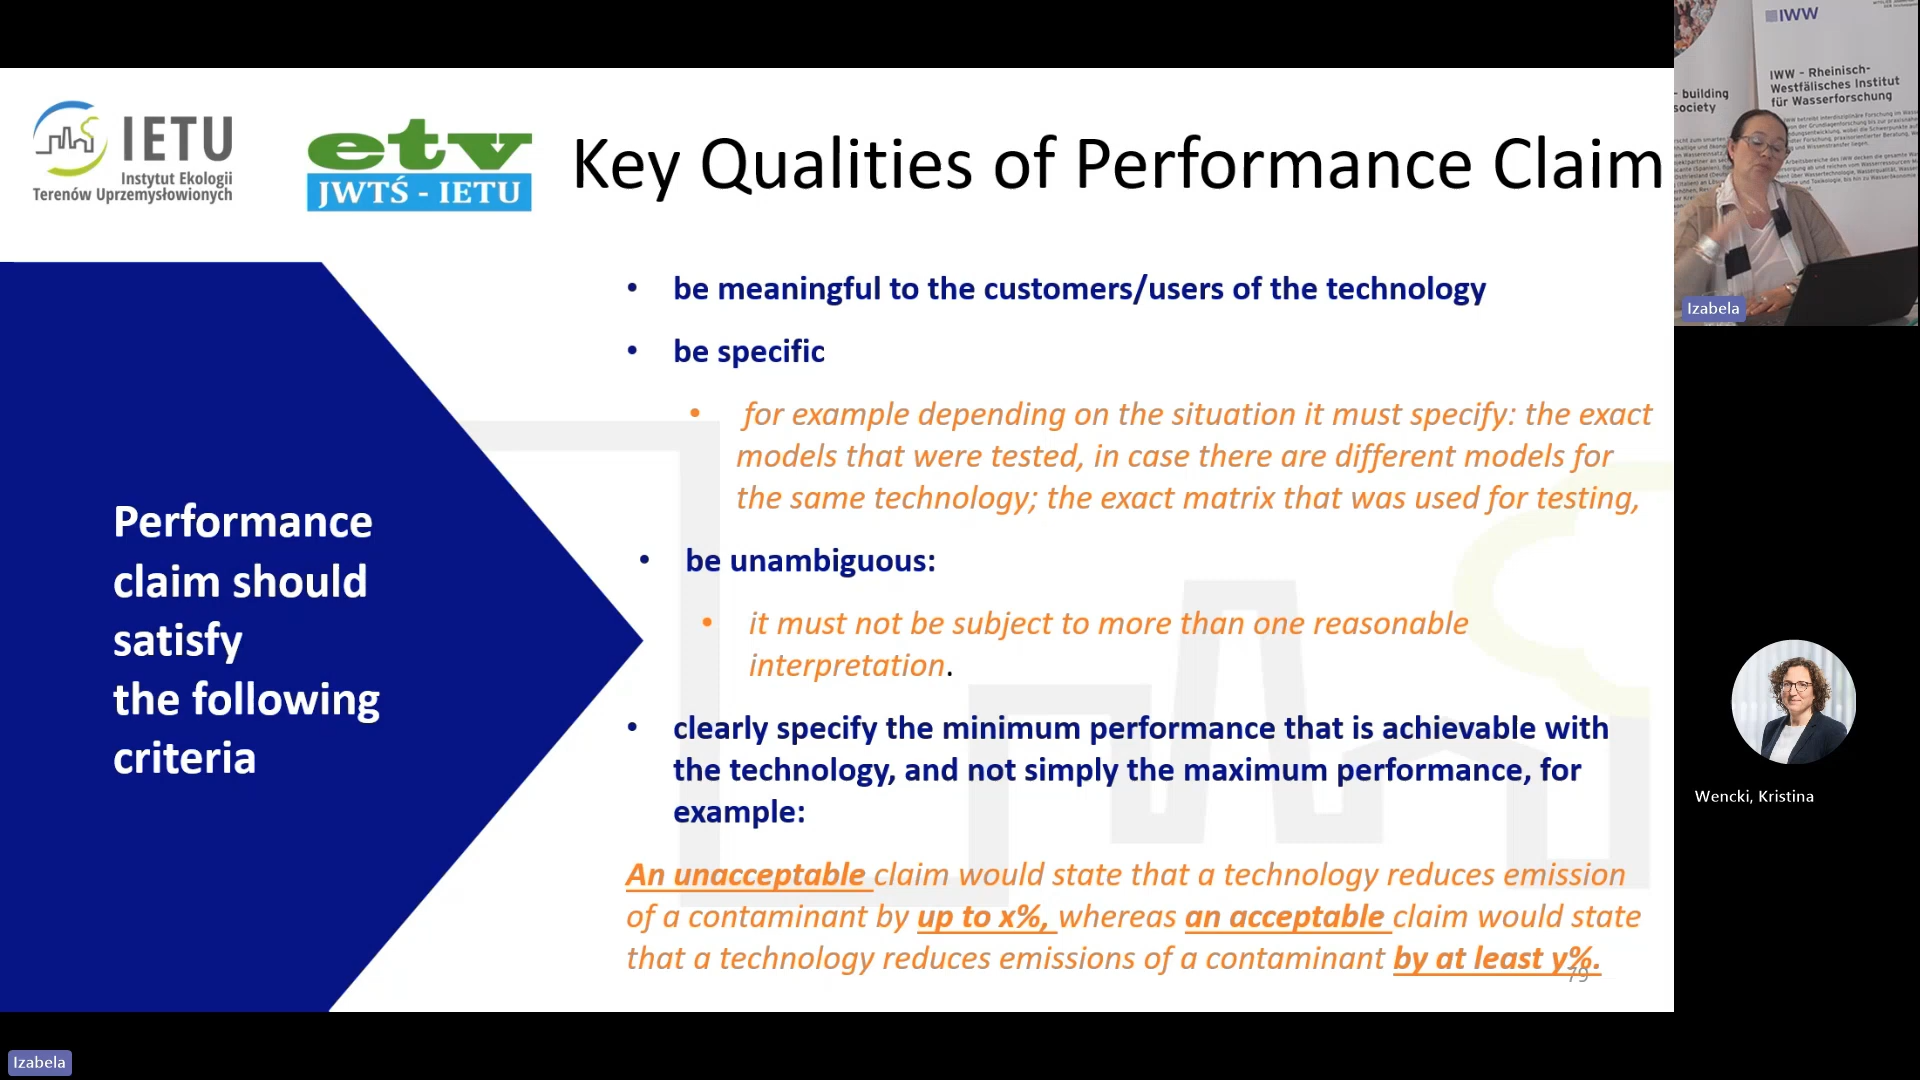 IETU
Instytut Ekologii
Terenów Uprzemysłowionych
etv
JWTŚ - IETU
Key Qualities of Performance Claim
Performance
claim should
satisfy
the following
criteria
• be meaningful to the customers/users of the technology
• be specific
• for example depending on the situation it must specify: the exact
models that were tested, in case there are different models for
the same technology; the exact matrix that was used for testing,
• be unambiguous:
• it must not be subject to more than one reasonable
interpretation.
• clearly specify the minimum performance that is achievable with
the technology, and not simply the maximum performance, for
example:
An unacceptable claim would state that a technology reduces emission
of a contaminant by up to x%, whereas an acceptable claim would state
that a technology reduces emissions of a contaminant by at least y%.
79
IWW
IWW - Rheinisch-
Westfälisches Institut
für Wasserforschung
- building
society
Izabela
Wencki, Kristina
Izabela